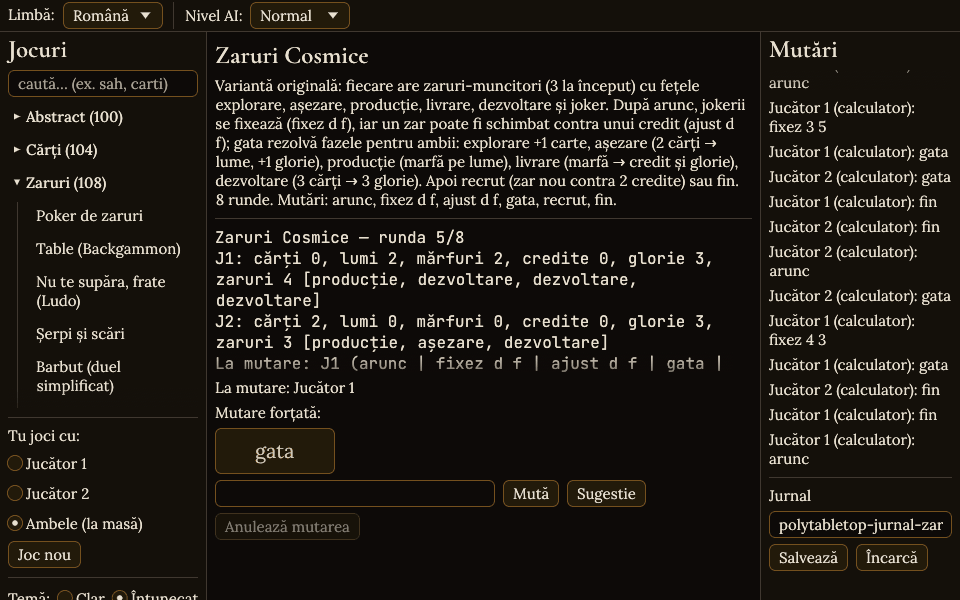 Limbă:
Română
Nivel AI:
Normal
Jocuri
caută... (ex. sah, carti)
Abstract (100)
Cărți (104)
Zaruri (108)
Poker de zaruri
Table (Backgammon)
Nu te supăra, frate
(Ludo)
Șerpi și scări
Barbut (duel
simplificat)
Tu joci cu:
Jucător 1
Jucător 2
Ambele (la masă)
Joc nou
Temă:
Clar
Întunecat
Zaruri Cosmice
Variantă originală: fiecare are zaruri-muncitori (3 la început) cu fețele
explorare, așezare, producție, livrare, dezvoltare și joker. După arunc, jokerii
se fixează (fixez d f), iar un zar poate fi schimbat contra unui credit (ajust d
f); gata rezolvă fazele pentru ambii: explorare +1 carte, așezare (2 cărți →
lume, +1 glorie), producție (marfă pe lume), livrare (marfă → credit și glorie),
dezvoltare (3 cărți → 3 glorie). Apoi recrut (zar nou contra 2 credite) sau fin.
8 runde. Mutări: arunc, fixez d f, ajust d f, gata, recrut, fin.
Zaruri Cosmice — runda 5/8
J1: cărți 0, lumi 2, mărfuri 2, credite 0, glorie 3,
zaruri 4 [producție, dezvoltare, dezvoltare,
dezvoltare]
J2: cărți 2, lumi 0, mărfuri 0, credite 0, glorie 3,
zaruri 3 [producție, așezare, dezvoltare]
La mutare: J1 (arunc | fixez d f | ajust d f | gata |
La mutare: Jucător 1
Mutare forțată:
gata
Mută
Sugestie
Anulează mutarea
Mutări
arunc
Jucător 1 (calculator):
fixez 3 5
Jucător 1 (calculator): gata
Jucător 2 (calculator): gata
Jucător 1 (calculator): fin
Jucător 2 (calculator): fin
Jucător 2 (calculator):
arunc
Jucător 2 (calculator): gata
Jucător 1 (calculator):
fixez 4 3
Jucător 1 (calculator): gata
Jucător 2 (calculator): fin
Jucător 1 (calculator): fin
Jucător 1 (calculator):
arunc
Jurnal
polytabletop-jurnal-zar
Salvează
Încarcă